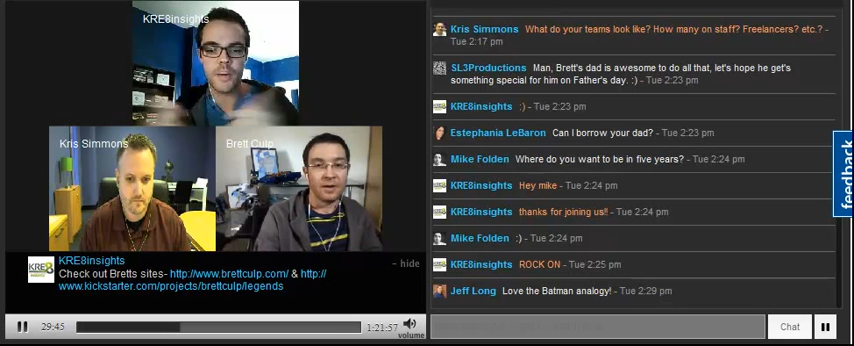 KRE8insights
Kris Simmons
Brett Culp
KRE8insights
– hide
Check out Bretts sites- http://www.brettculp.com/ & http://
www.kickstarter.com/projects/brettculp/legends
29:45
1:21:57
volume
Kris Simmons What do your teams look like? How many on staff? Freelancers? etc.? -
Tue 2:17 pm
SL3Productions Man, Brett's dad is awesome to do all that, let's hope he get's
something special for him on Father's day. :) - Tue 2:23 pm
KRE8insights :) - Tue 2:23 pm
Estephania LeBaron Can I borrow your dad? - Tue 2:23 pm
Mike Folden Where do you want to be in five years? - Tue 2:24 pm
KRE8insights Hey mike - Tue 2:24 pm
KRE8insights thanks for joining us!! - Tue 2:24 pm
Mike Folden :) - Tue 2:24 pm
KRE8insights ROCK ON - Tue 2:25 pm
Jeff Long Love the Batman analogy! Tue 2:29 pm
Chat
feedback